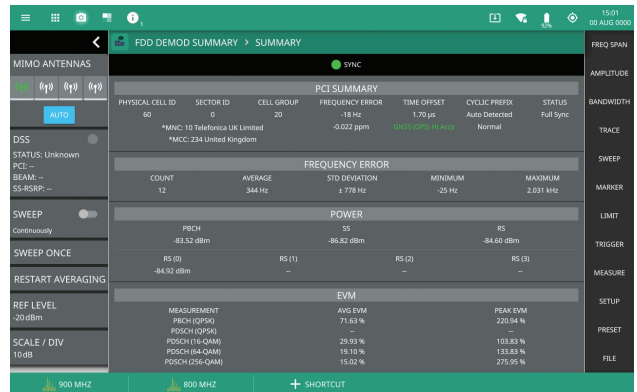 1
92%
15:01
00 AUG 0000
FDD DEMOD SUMMARY > SUMMARY
FREQ SPAN
MIMO ANTENNAS
SYNC
AMPLITUDE
PCI SUMMARY
BANDWIDTH
PHYSICAL CELL ID SECTOR ID CELL GROUP FREQUENCY ERROR TIME OFFSET CYCLIC PREFIX STATUS
60 0 20 -18 Hz 1.70 µs Auto Detected Full Sync
AUTO
*MNC: 10 Telefonica UK Limited -0.022 ppm GNSS (GPS) Hi Accy Normal
*MCC: 234 United Kingdom
TRACE
DSS
STATUS: Unknown
PCI: --
BEAM: --
SS-RSRP: --
SWEEP
FREQUENCY ERROR
COUNT AVERAGE STD DEVIATION MINIMUM MAXIMUM
12 344 Hz ± 778 Hz -25 Hz 2.031 kHz
MARKER
SWEEP
Continuously
POWER
LIMIT
PBCH SS RS
-83.52 dBm -86.82 dBm -84.60 dBm
TRIGGER
SWEEP ONCE
RS (0) RS (1) RS (2) RS (3)
-84.92 dBm -- -- --
RESTART AVERAGING
MEASURE
EVM
SETUP
REF LEVEL
-20 dBm
MEASUREMENT AVG EVM PEAK EVM
PBCH (QPSK) 71.63 % 220.94 %
PDSCH (QPSK) -- --
PDSCH (16-QAM) 29.93 % 103.83 %
PDSCH (64-QAM) 19.10 % 133.83 %
PDSCH (256-QAM) 15.02 % 275.95 %
PRESET
SCALE / DIV
10 dB
FILE
900 MHZ 800 MHZ + SHORTCUT